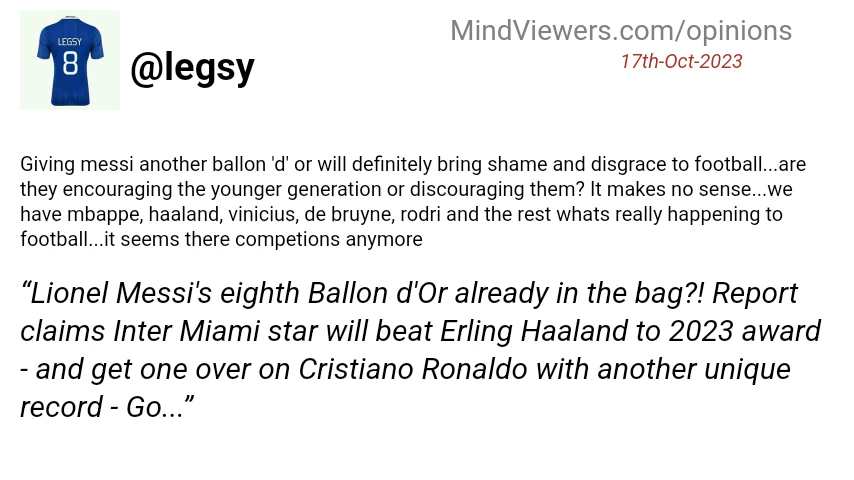 MindViewers.com/opinions
17th-Oct-2023
LEGSY
8
@legsy
Giving messi another ballon 'd' or will definitely bring shame and disgrace to football...are
they encouraging the younger generation or discouraging them? It makes no sense...we
have mbappe, haaland, vinicius, de bruyne, rodri and the rest whats really happening to
football...it seems there competions anymore
“Lionel Messi's eighth Ballon d'Or already in the bag?! Report
claims Inter Miami star will beat Erling Haaland to 2023 award
- and get one over on Cristiano Ronaldo with another unique
record - Go...”